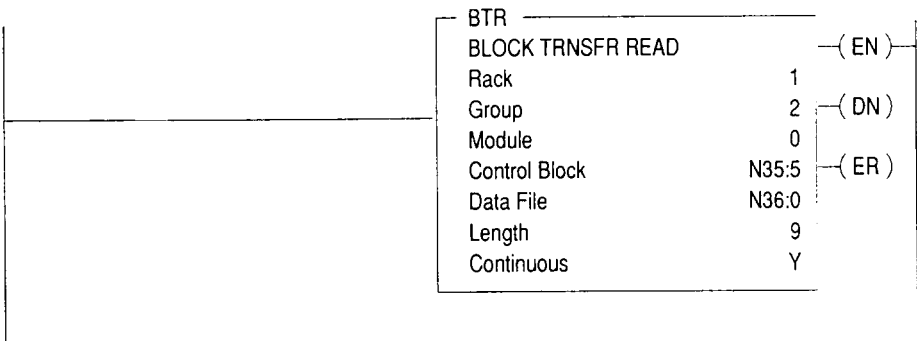 BTR
BLOCK TRNSFR READ (EN)
Rack 1
Group 2 (DN)
Module 0
Control Block N35:5 (ER)
Data File N36:0
Length 9
Continuous Y